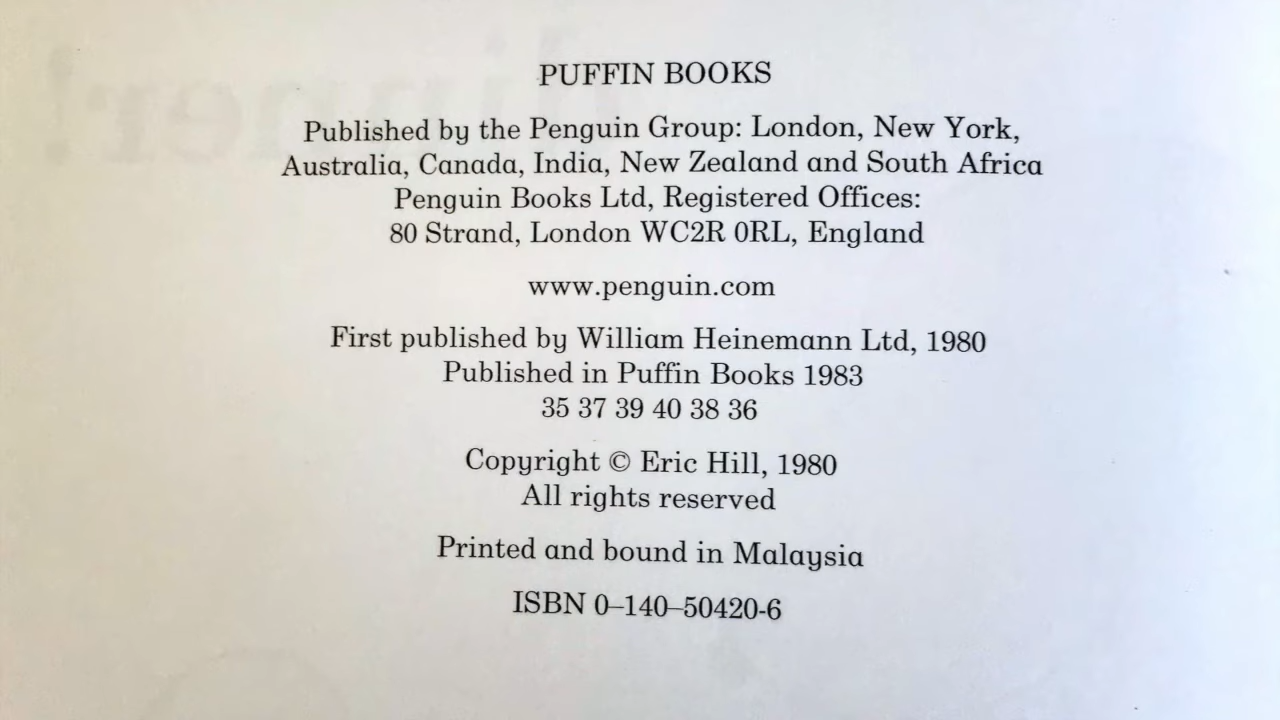 PUFFIN BOOKS
Published by the Penguin Group: London, New York,
Australia, Canada, India, New Zealand and South Africa
Penguin Books Ltd, Registered Offices:
80 Strand, London WC2R 0RL, England
www.penguin.com
First published by William Heinemann Ltd, 1980
Published in Puffin Books 1983
35 37 39 40 38 36
Copyright © Eric Hill, 1980
All rights reserved
Printed and bound in Malaysia
ISBN 0–140–50420-6